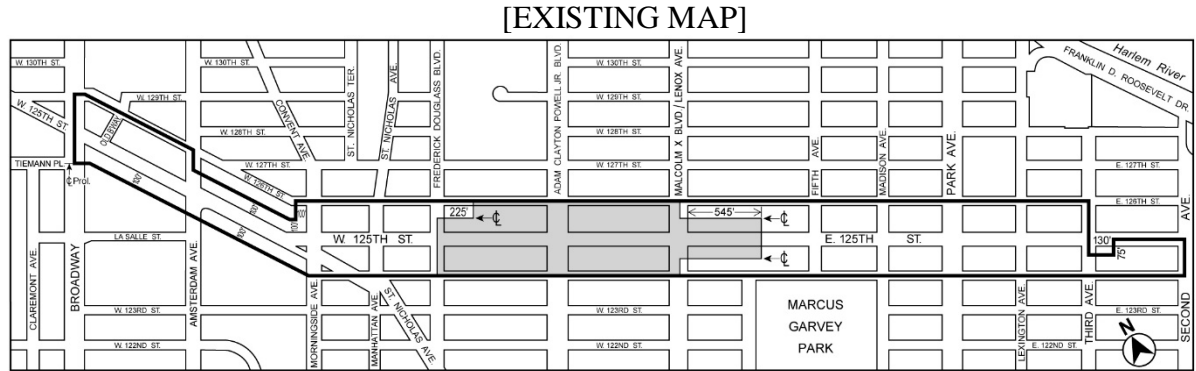 [EXISTING MAP]
W. 130TH ST.
W. 130TH ST.
W. 130TH ST.
Harlem River
FRANKLIN D. ROOSEVELT DR.
W. 125TH ST.
OLD BWAY
W. 129TH ST.
W. 129TH ST.
W. 128TH ST.
W. 128TH ST.
CONVENT AVE.
ST. NICHOLAS TER.
ST. NICHOLAS AVE.
FREDERICK DOUGLASS BLVD.
ADAM CLAYTON POWELL JR. BLVD.
MALCOLM X BLVD / LENOX AVE.
FIFTH AVE.
MADISON AVE.
PARK AVE.
TIEMANN PL.
℄ Prol.
W. 127TH ST.
W. 127TH ST.
E. 127TH ST.
W. 126TH ST.
E. 126TH ST.
100'
100'
100'
100'
100'
225'
℄
545'
℄
LA SALLE ST.
W. 125TH ST.
E. 125TH ST.
℄
130'
75'
CLAREMONT AVE.
BROADWAY
AMSTERDAM AVE.
MORNINGSIDE AVE.
MANHATTAN AVE.
ST. NICHOLAS AVE
MARCUS
GARVEY
PARK
LEXINGTON AVE.
THIRD AVE.
SECOND AVE.
W. 123RD ST.
W. 123RD ST.
E. 123RD ST.
W. 122ND ST.
W. 122ND ST.
E. 122ND ST.
N